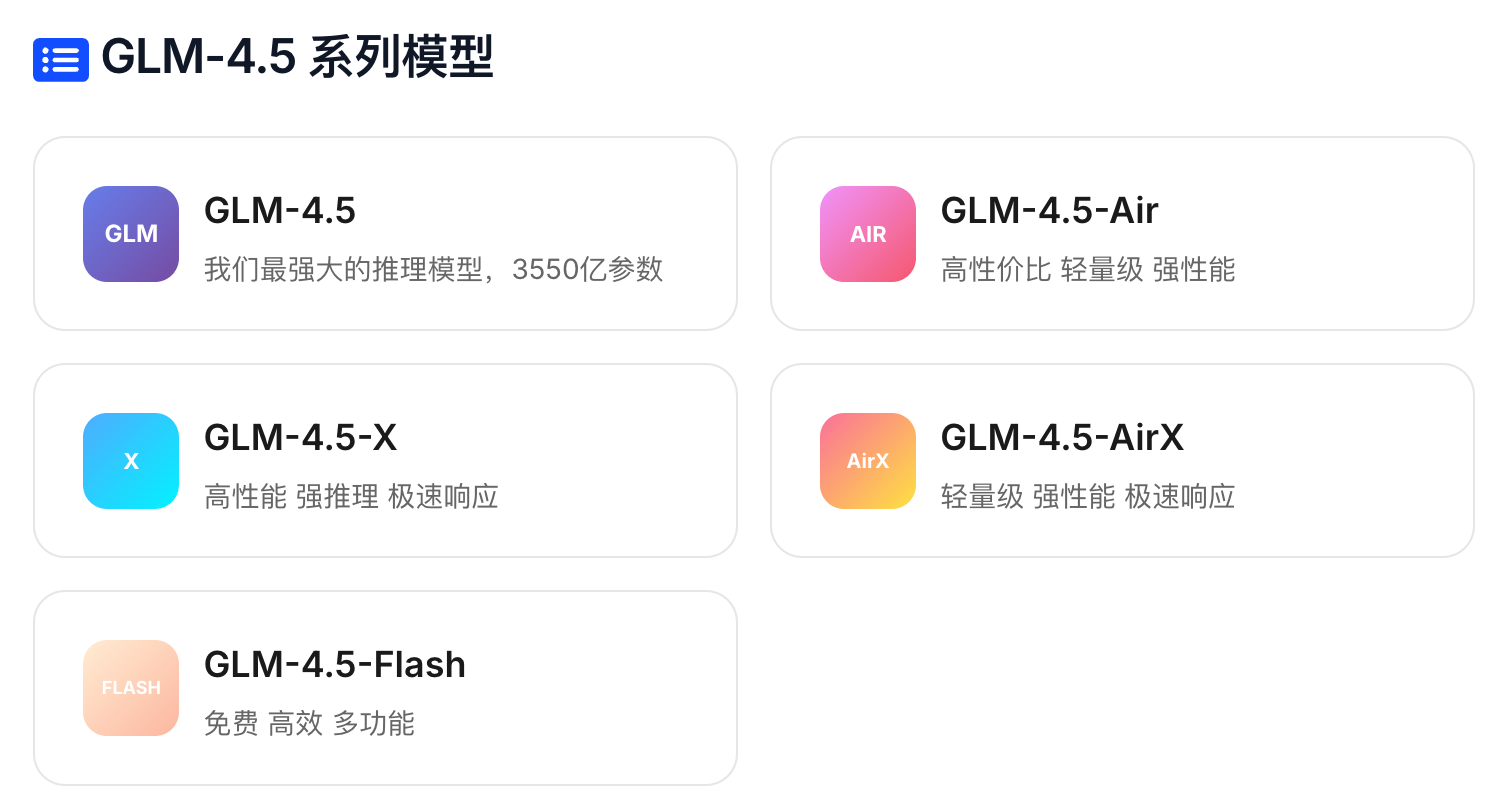 GLM-4.5 系列模型
GLM
GLM-4.5
我们最强大的推理模型，3550亿参数
AIR
GLM-4.5-Air
高性价比 轻量级 强性能
X
GLM-4.5-X
高性能 强推理 极速响应
AirX
GLM-4.5-AirX
轻量级 强性能 极速响应
FLASH
GLM-4.5-Flash
免费 高效 多功能